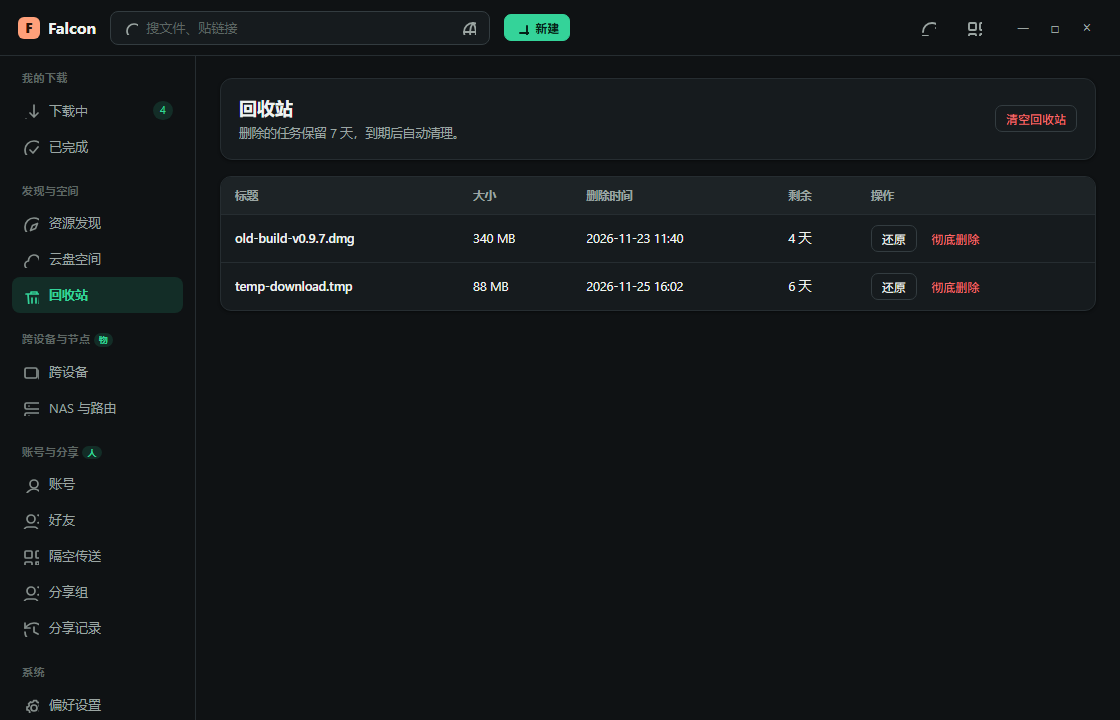 F Falcon
搜文件、贴链接
新建
我的下载
下载中 4
已完成
发现与空间
资源发现
云盘空间
回收站
跨设备与节点 物
跨设备
NAS 与路由
账号与分享 人
账号
好友
隔空传送
分享组
分享记录
系统
偏好设置
回收站
删除的任务保留 7 天，到期后自动清理。
清空回收站
标题 大小 删除时间 剩余 操作
old-build-v0.9.7.dmg 340 MB 2026-11-23 11:40 4 天 还原 彻底删除
temp-download.tmp 88 MB 2026-11-25 16:02 6 天 还原 彻底删除